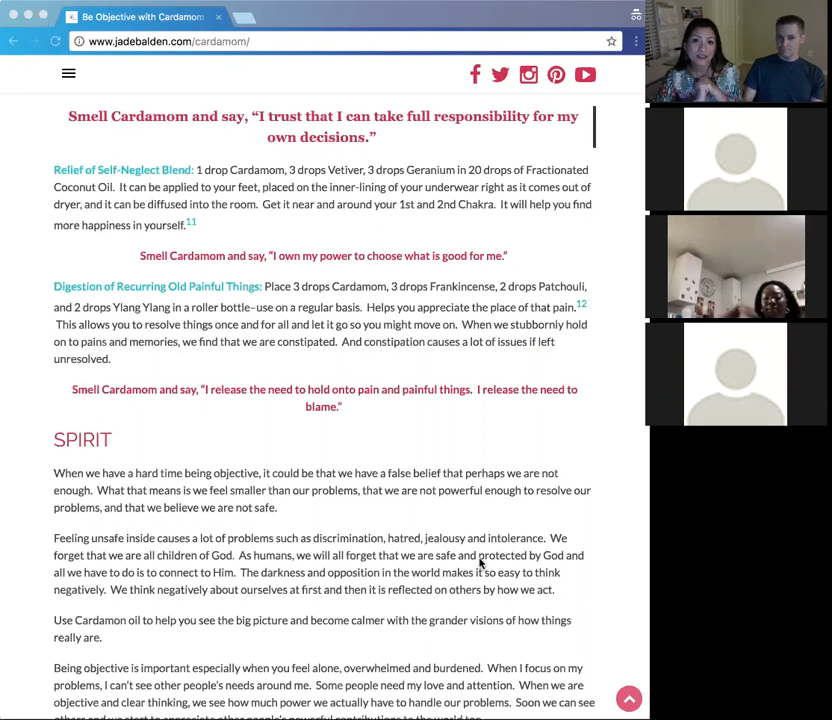 Be Objective with Cardamom
www.jadebalden.com/cardamom/
Smell Cardamom and say, “I trust that I can take full responsibility for my
own decisions.”
Relief of Self-Neglect Blend: 1 drop Cardamom, 3 drops Vetiver, 3 drops Geranium in 20 drops of Fractionated
Coconut Oil. It can be applied to your feet, placed on the inner-lining of your underwear right as it comes out of
dryer, and it can be diffused into the room. Get it near and around your 1st and 2nd Chakra. It will help you find
more happiness in yourself.11
Smell Cardamom and say, “I own my power to choose what is good for me.”
Digestion of Recurring Old Painful Things: Place 3 drops Cardamom, 3 drops Frankincense, 2 drops Patchouli,
and 2 drops Ylang Ylang in a roller bottle–use on a regular basis. Helps you appreciate the place of that pain.12
This allows you to resolve things once and for all and let it go so you might move on. When we stubbornly hold
on to pains and memories, we find that we are constipated. And constipation causes a lot of issues if left
unresolved.
Smell Cardamom and say, “I release the need to hold onto pain and painful things. I release the need to
blame.”
SPIRIT
When we have a hard time being objective, it could be that we have a false belief that perhaps we are not
enough. What that means is we feel smaller than our problems, that we are not powerful enough to resolve our
problems, and that we believe we are not safe.
Feeling unsafe inside causes a lot of problems such as discrimination, hatred, jealousy and intolerance. We
forget that we are all children of God. As humans, we will all forget that we are safe and protected by God and
all we have to do is to connect to Him. The darkness and opposition in the world makes it so easy to think
negatively. We think negatively about ourselves at first and then it is reflected on others by how we act.
Use Cardamon oil to help you see the big picture and become calmer with the grander visions of how things
really are.
Being objective is important especially when you feel alone, overwhelmed and burdened. When I focus on my
problems, I can’t see other people’s needs around me. Some people need my love and attention. When we are
objective and clear thinking, we see how much power we actually have to handle our problems. Soon we can see
others and we start to appreciate other people’s powerful contributions to the world too.